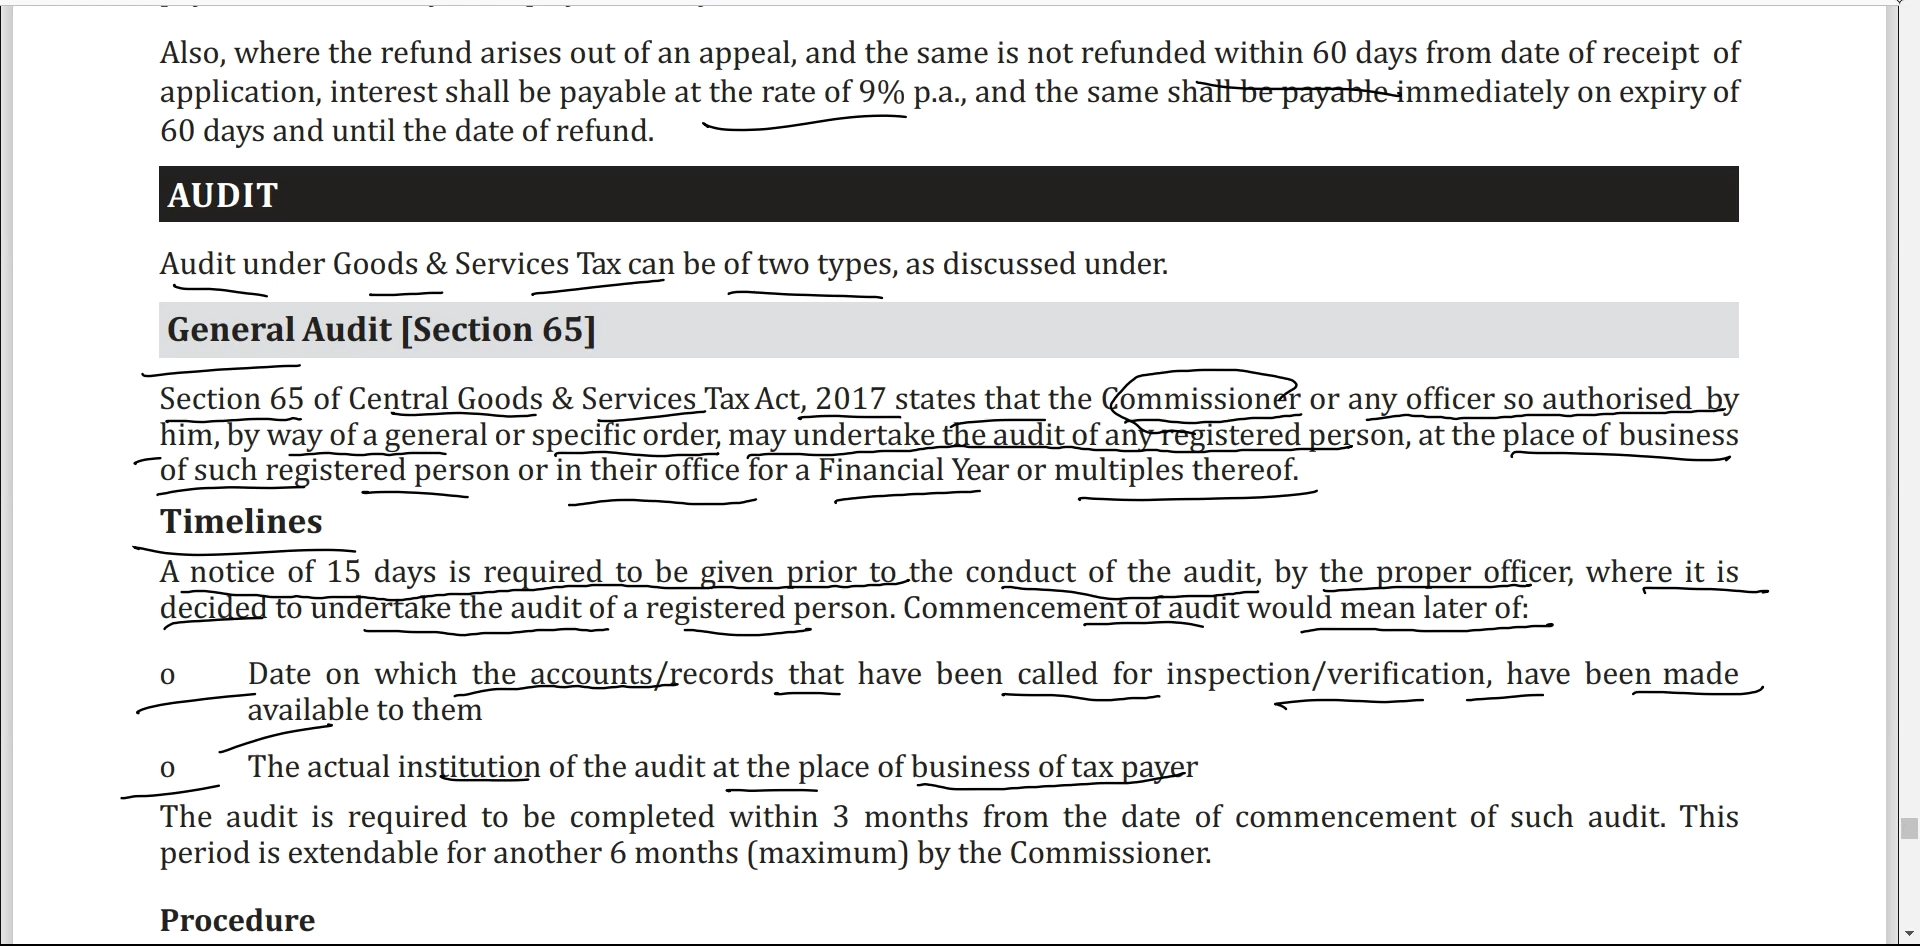 Also, where the refund arises out of an appeal, and the same is not refunded within 60 days from date of receipt of
application, interest shall be payable at the rate of 9% p.a., and the same shall be payable immediately on expiry of
60 days and until the date of refund.
AUDIT
Audit under Goods & Services Tax can be of two types, as discussed under.
General Audit [Section 65]
Section 65 of Central Goods & Services Tax Act, 2017 states that the Commissioner or any officer so authorised by
him, by way of a general or specific order, may undertake the audit of any registered person, at the place of business
of such registered person or in their office for a Financial Year or multiples thereof.
Timelines
A notice of 15 days is required to be given prior to the conduct of the audit, by the proper officer, where it is
decided to undertake the audit of a registered person. Commencement of audit would mean later of:
o Date on which the accounts/records that have been called for inspection/verification, have been made
available to them
o The actual institution of the audit at the place of business of tax payer
The audit is required to be completed within 3 months from the date of commencement of such audit. This
period is extendable for another 6 months (maximum) by the Commissioner.
Procedure